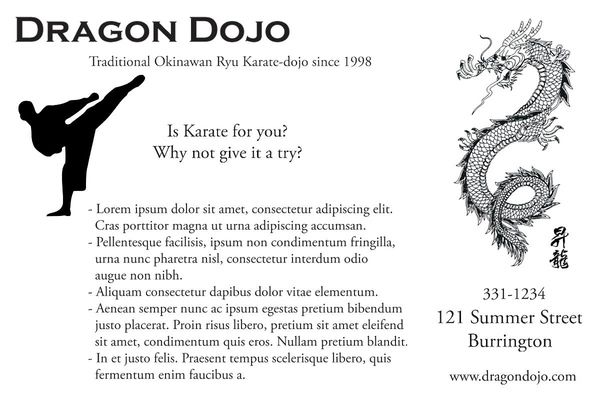 DRAGON DOJO
Traditional Okinawan Ryu Karate-dojo since 1998
Is Karate for you?
Why not give it a try?
- Lorem ipsum dolor sit amet, consectetur adipiscing elit.
Cras porttitor magna ut urna adipiscing accumsan.
- Pellentesque facilisis, ipsum non condimentum fringilla,
urna nunc pharetra nisl, consectetur interdum odio
augue non nibh.
- Aliquam consectetur dapibus dolor vitae elementum.
- Aenean semper nunc ac ipsum egestas pretium bibendum
justo placerat. Proin risus libero, pretium sit amet eleifend
sit amet, condimentum quis eros. Nullam pretium blandit.
- In et justo felis. Praesent tempus scelerisque libero, quis
fermentum enim faucibus a.
昇龍
331-1234
121 Summer Street
Burrington
www.dragondojo.com